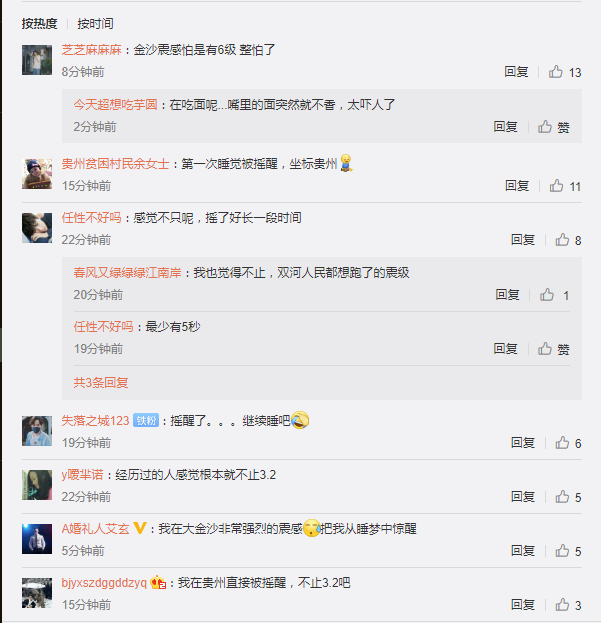 按热度 按时间
芝芝麻麻麻：金沙震感怕是有6级 整怕了
8分钟前 回复 13
今天超想吃芋圆：在吃面呢...嘴里的面突然就不香，太吓人了
2分钟前 回复 赞
贵州贫困村民余女士：第一次睡觉被摇醒，坐标贵州
15分钟前 回复 11
任性不好吗：感觉不只呢，摇了好长一段时间
22分钟前 回复 8
春风又绿绿绿江南岸：我也觉得不止，双河人民都想跑了的震级
20分钟前 回复 1
任性不好吗：最少有5秒
19分钟前 回复 赞
共3条回复
失落之城123 铁粉：摇醒了。。。继续睡吧
19分钟前 回复 6
y嗳芈诺：经历过的人感觉根本就不止3.2
22分钟前 回复 5
A婚礼人艾玄：我在大金沙非常强烈的震感把我从睡梦中惊醒
5分钟前 回复 5
bjyxszdggddzyq：我在贵州直接被摇醒，不止3.2吧
15分钟前 回复 3